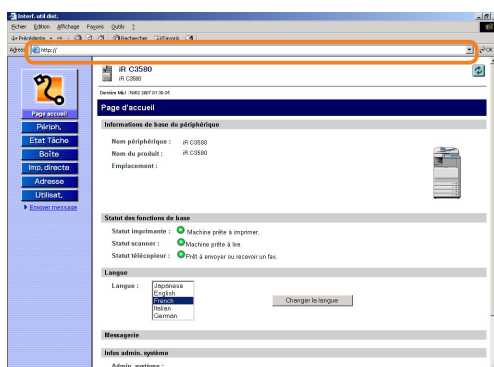 Interf. util dist.
Fichier Edition Affichage Favoris Outils ?
Précédente Rechercher Favoris
Adresse http:// OK
iR C3580
iR C3580
Dernière MàJ :16/02 2007 01:30:26
Page d'accueil
Page accueil
Périph.
Etat Tâche
Boîte
Imp. directe
Adresse
Utilisat.
Envoyer message
Informations de base du périphérique
Nom périphérique : iR C3580
Nom du produit : iR C3580
Emplacement :
Statut des fonctions de base
Statut imprimante : Machine prête à imprimer.
Statut scanner : Machine prête à lire.
Statut télécopieur : Prêt à envoyer ou recevoir un fax.
Langue
Langue :
Japanese
English
French
Italian
German
Changer la langue
Messagerie
Infos admin. système
Admin. système :